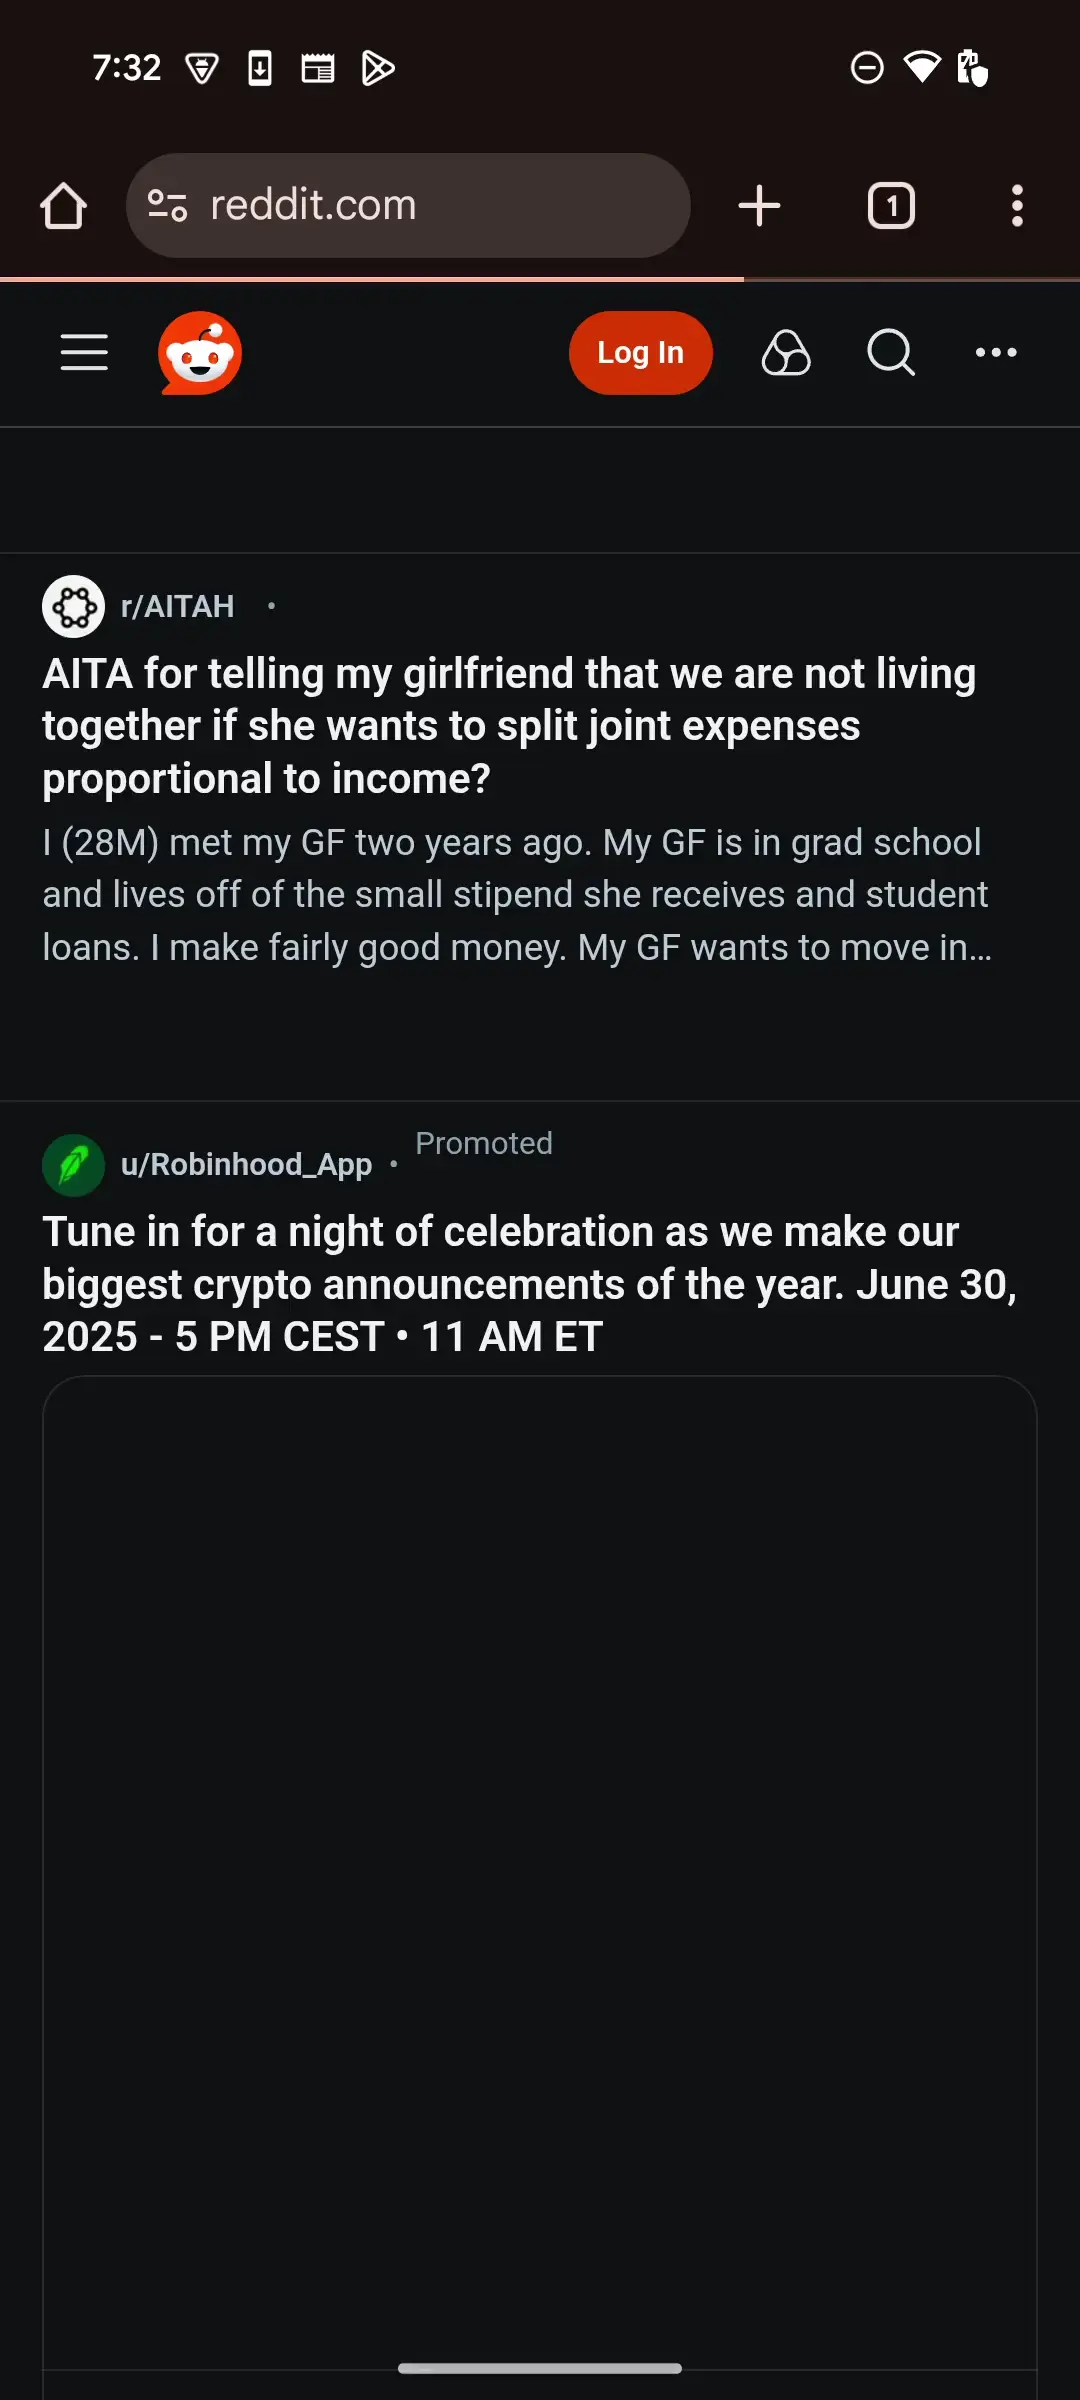 7:32
reddit.com
1
Log In
r/AITAH •
AITA for telling my girlfriend that we are not living
together if she wants to split joint expenses
proportional to income?
I (28M) met my GF two years ago. My GF is in grad school
and lives off of the small stipend she receives and student
loans. I make fairly good money. My GF wants to move in…
u/Robinhood_App • Promoted
Tune in for a night of celebration as we make our
biggest crypto announcements of the year. June 30,
2025 - 5 PM CEST • 11 AM ET